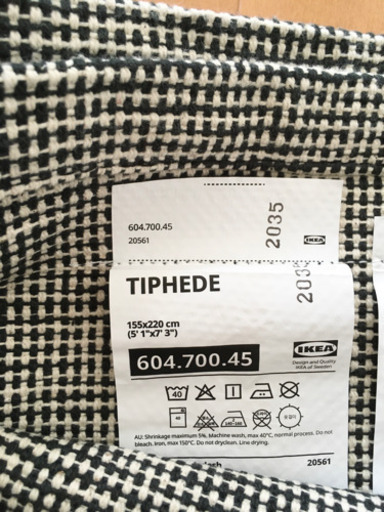 604.700.45
20561
2035
IKEA
TIPHEDE
203
155x220 cm
(5' 1"x7' 3")
604.700.45
IKEA
Design and Quality
IKEA of Sweden
40
40
AU: Shrinkage maximum 5%. Machine wash, max 40°C, normal process. Do not
bleach. Iron, max 150°C. Do not dryclean. Line drying.
20561